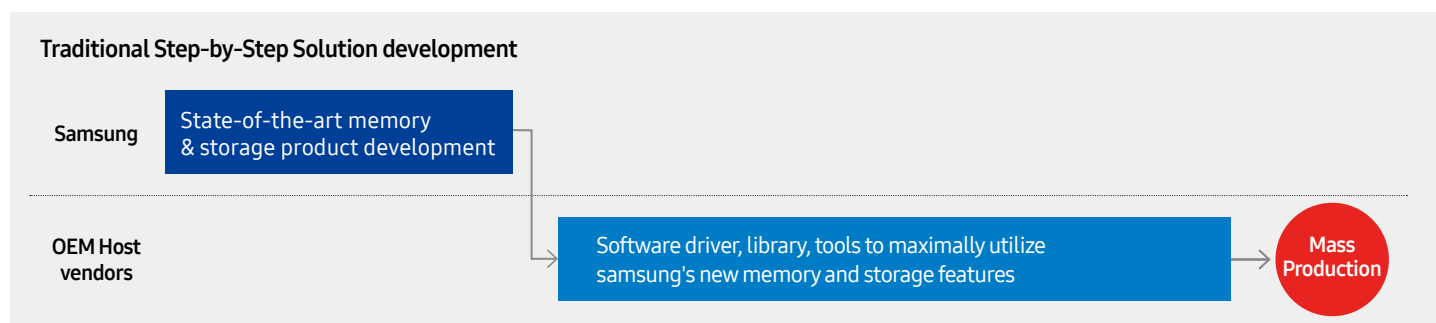 Traditional Step-by-Step Solution development
Samsung
State-of-the-art memory
& storage product development
OEM Host
vendors
Software driver, library, tools to maximally utilize
samsung's new memory and storage features
Mass
Production